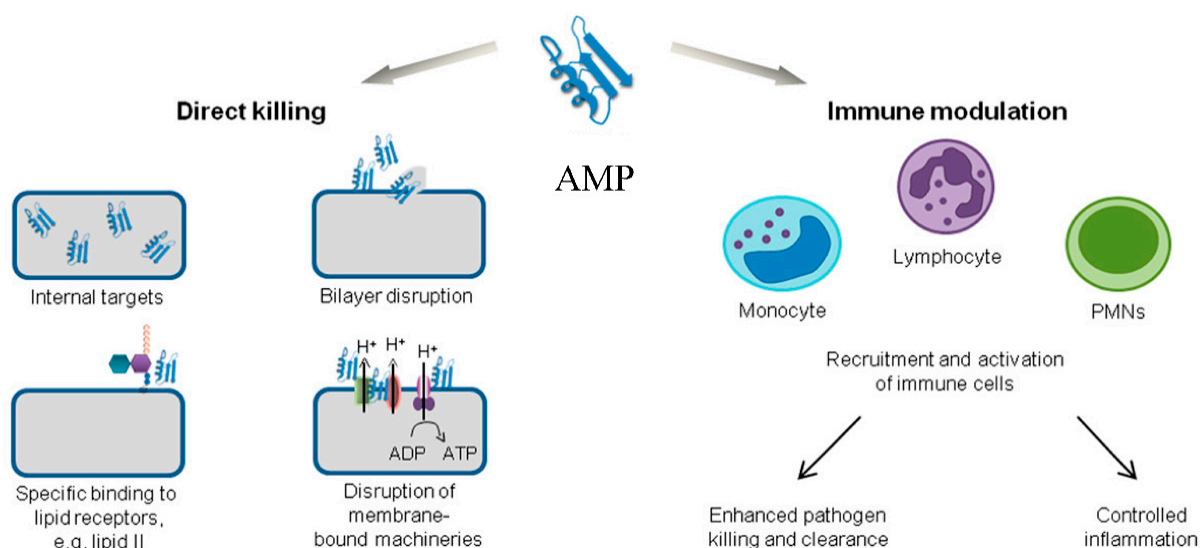 Direct killing
AMP
Immune modulation
Internal targets
Bilayer disruption
Monocyte
Lymphocyte
PMNs
H⁺ H⁺ H⁺
ADP ATP
Specific binding to
lipid receptors,
e.g. lipid II
Disruption of
membrane-
bound machineries
Recruitment and activation
of immune cells
Enhanced pathogen
killing and clearance
Controlled
inflammation